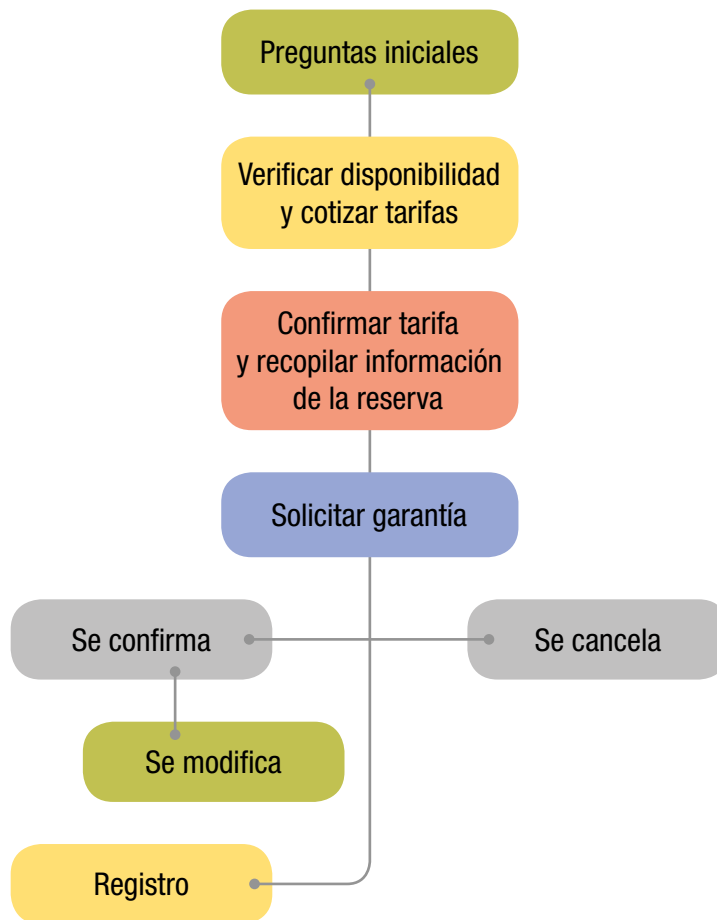 Preguntas iniciales
Verificar disponibilidad
y cotizar tarifas
Confirmar tarifa
y recopilar información
de la reserva
Solicitar garantía
Se confirma
Se cancela
Se modifica
Registro